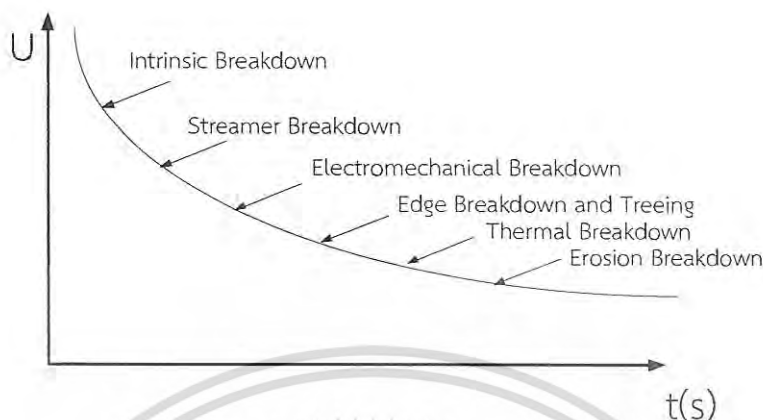 U
Intrinsic Breakdown
Streamer Breakdown
Electromechanical Breakdown
Edge Breakdown and Treeing
Thermal Breakdown
Erosion Breakdown
t(s)